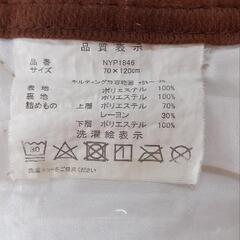 品質表示
品番 NYP1846
サイズ 70×120cm
表地 ポリエステル 100%
裏地 ポリエステル 100%
詰めもの 上層 ポリエステル 70%
レーヨン 30%
下層 ポリエステル 100%
洗濯絵表示
30